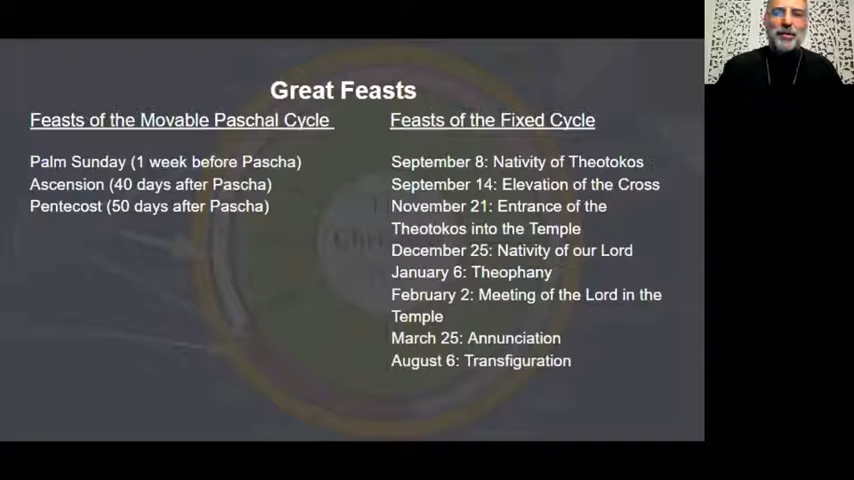 Great Feasts
Feasts of the Movable Paschal Cycle
Palm Sunday (1 week before Pascha)
Ascension (40 days after Pascha)
Pentecost (50 days after Pascha)
Feasts of the Fixed Cycle
September 8: Nativity of Theotokos
September 14: Elevation of the Cross
November 21: Entrance of the
Theotokos into the Temple
December 25: Nativity of our Lord
January 6: Theophany
February 2: Meeting of the Lord in the
Temple
March 25: Annunciation
August 6: Transfiguration